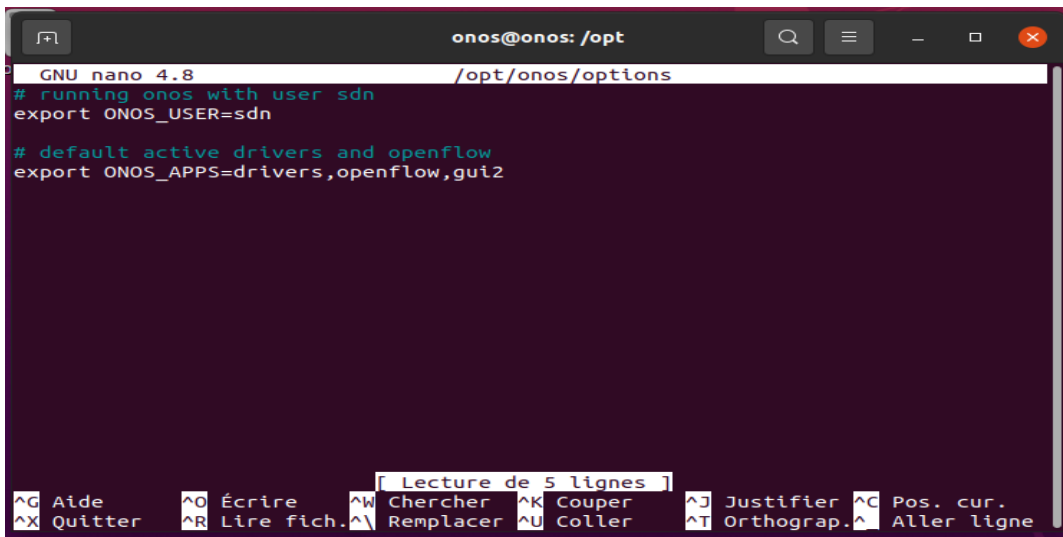 onos@onos: /opt
GNU nano 4.8 /opt/onos/options
# running onos with user sdn
export ONOS_USER=sdn
# default active drivers and openflow
export ONOS_APPS=drivers,openflow,gui2
[ Lecture de 5 lignes ]
^G Aide ^O Écrire ^W Chercher ^K Couper ^J Justifier ^C Pos. cur.
^X Quitter ^R Lire fich. ^\ Remplacer ^U Coller ^T Orthograp. ^_ Aller ligne